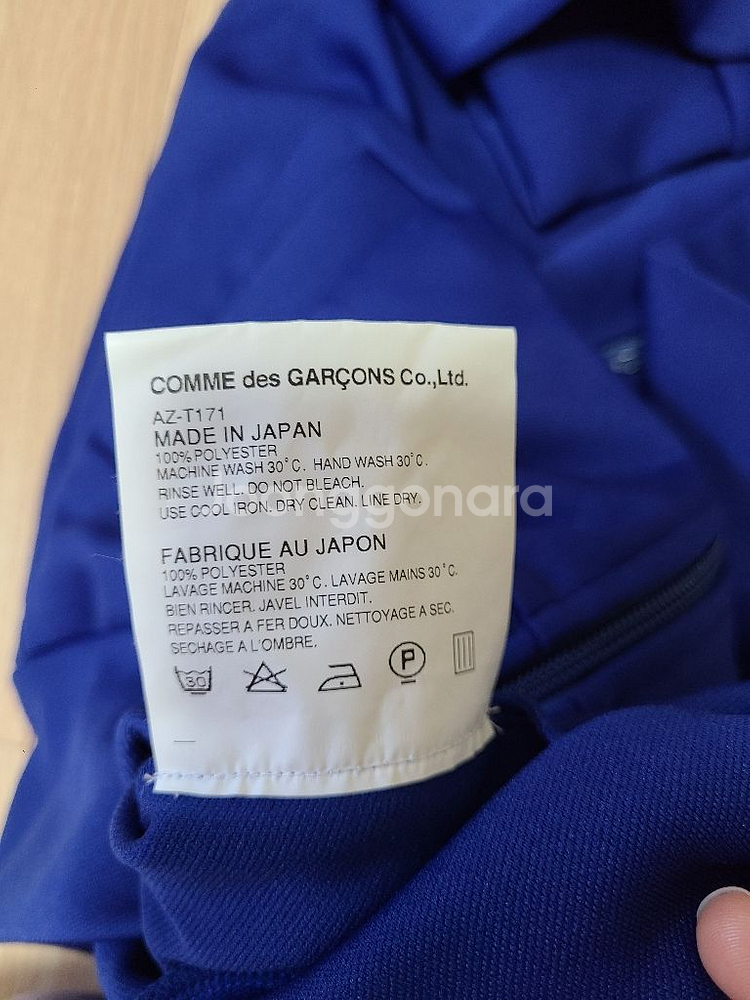 COMME des GARÇONS Co.,Ltd.
AZ-T171
MADE IN JAPAN
100% POLYESTER
MACHINE WASH 30°C. HAND WASH 30°C.
RINSE WELL. DO NOT BLEACH.
USE COOL IRON. DRY CLEAN. LINE DRY.
FABRIQUE AU JAPON
100% POLYESTER
LAVAGE MACHINE 30°C. LAVAGE MAINS 30°C.
BIEN RINCER. JAVEL INTERDIT.
REPASSER A FER DOUX. NETTOYAGE A SEC.
SECHAGE A L'OMBRE.
30 P